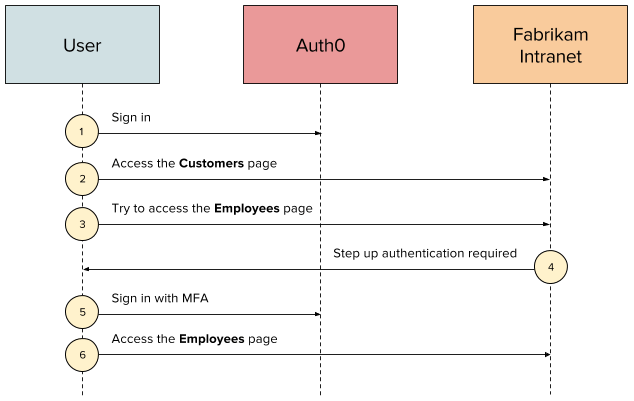 User
Auth0
Fabrikam
Intranet
1
Sign in
2
Access the Customers page
3
Try to access the Employees page
Step up authentication required
4
5
Sign in with MFA
6
Access the Employees page